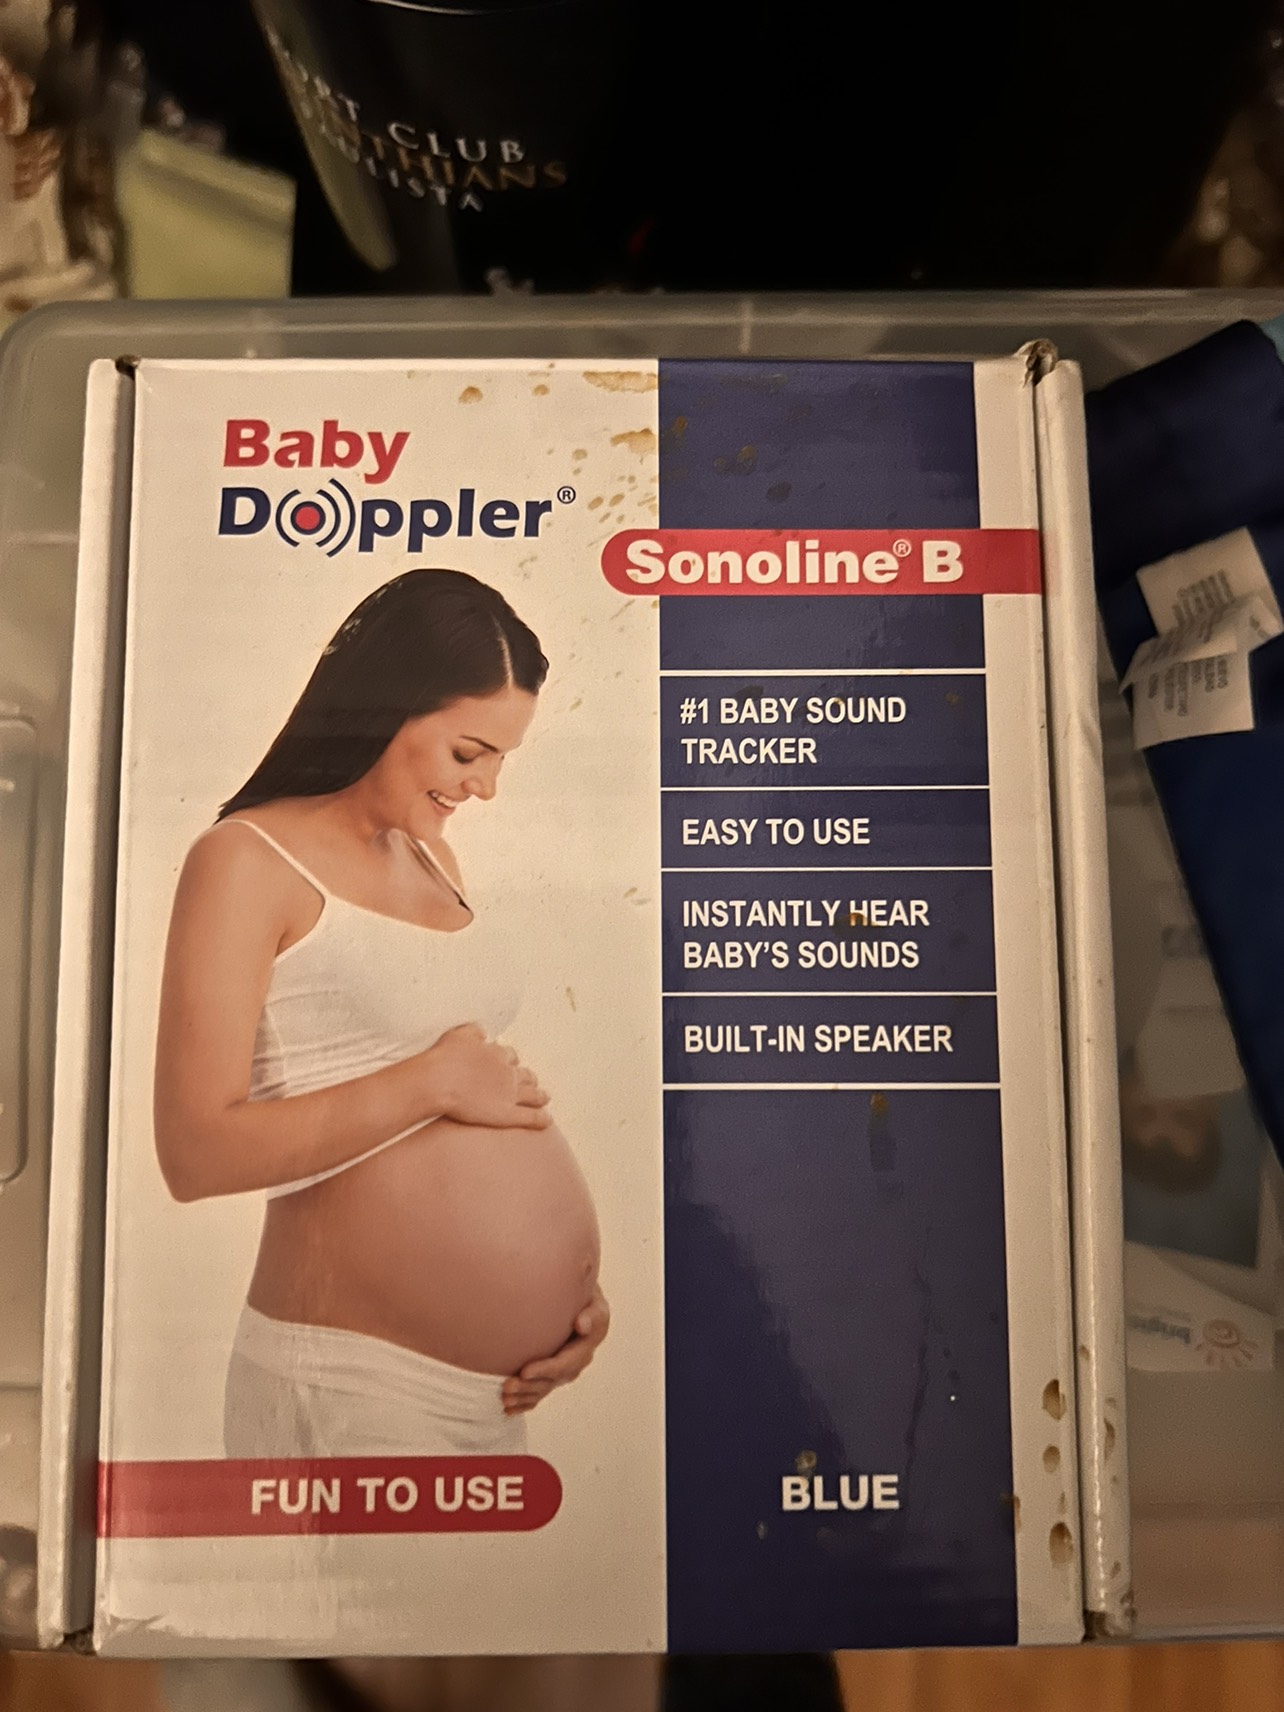 CLUB
Baby
Doppler®
Sonoline® B
#1 BABY SOUND
TRACKER
EASY TO USE
INSTANTLY HEAR
BABY'S SOUNDS
BUILT-IN SPEAKER
FUN TO USE
BLUE